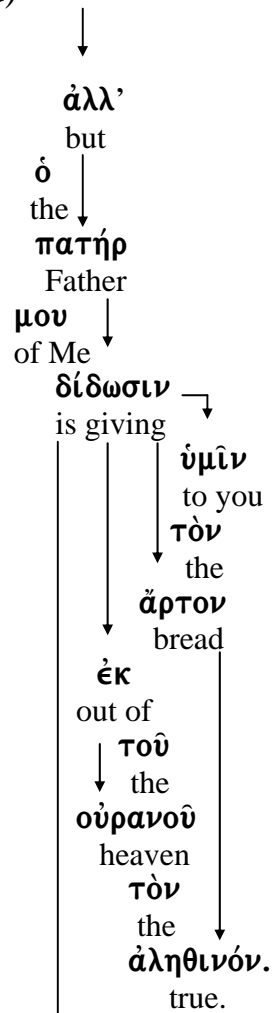 ἀλλ’
but
ὁ
the
πατήρ
Father
μου
of Me
δίδωσιν
is giving
ὑμῖν
to you
τὸν
the
ἄρτον
bread
ἐκ
out of
τοῦ
the
οὐρανοῦ
heaven
τὸν
the
ἀληθινόν.
true.